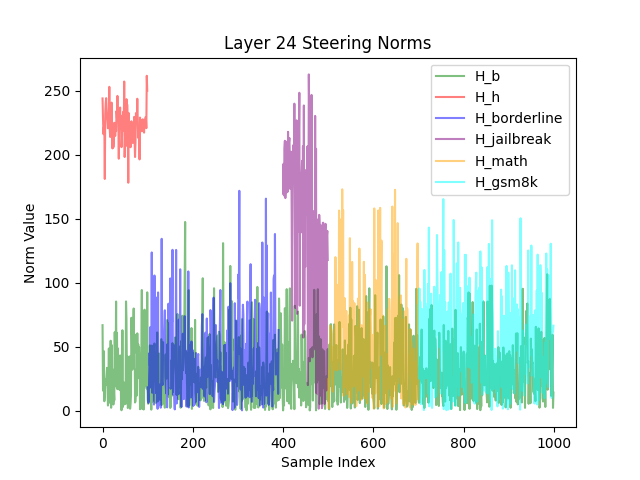 Layer 24 Steering Norms
H_b
H_h
H_borderline
H_jailbreak
H_math
H_gsm8k
Norm Value
250
200
150
100
50
0
0
200
400
600
800
1000
Sample Index